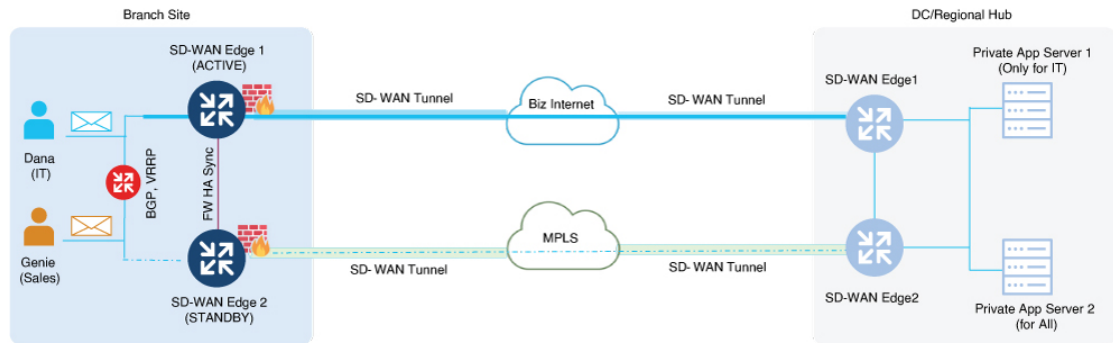 Branch Site
DC/Regional Hub
SD-WAN Edge 1
(ACTIVE)
Dana
(IT)
BGP, VRRP
FW HA Sync
Genie
(Sales)
SD-WAN Edge 2
(STANDBY)
SD- WAN Tunnel
Biz Internet
SD- WAN Tunnel
SD- WAN Tunnel
MPLS
SD- WAN Tunnel
SD-WAN Edge1
SD-WAN Edge2
Private App Server 1
(Only for IT)
Private App Server 2
(for All)